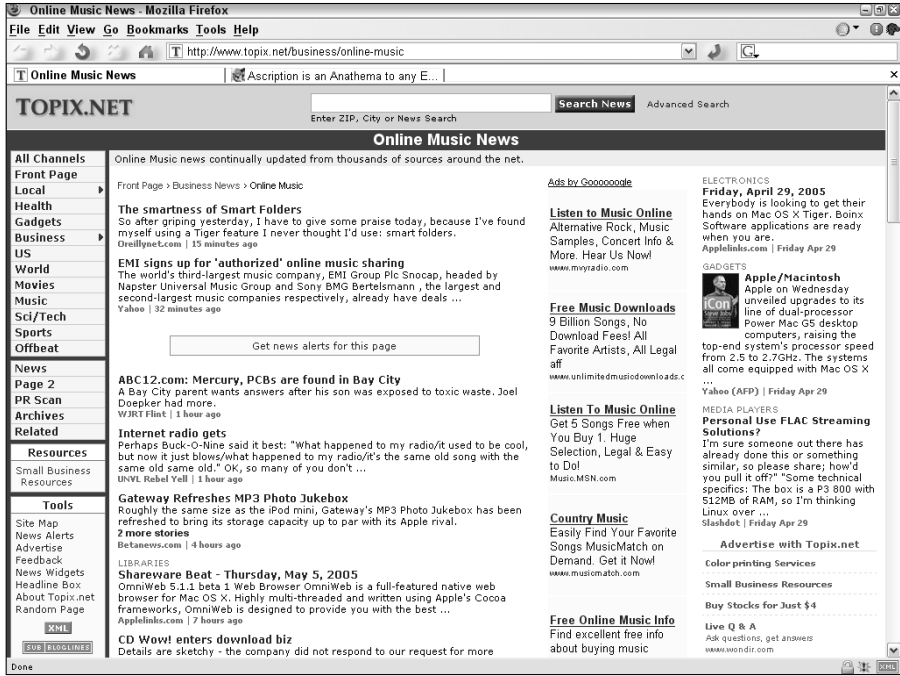 Online Music News - Mozilla Firefox
File Edit View Go Bookmarks Tools Help
T http://www.topix.net/business/online-music
G
T Online Music News
Ascription is an Anathema to any E...
TOPIX.NET
Search News
Advanced Search
Enter ZIP, City or News Search
Online Music News
All Channels
Front Page
Local
Health
Gadgets
Business
US
World
Movies
Music
Sci/Tech
Sports
Offbeat
News
Page 2
PR Scan
Archives
Related
Resources
Small Business
Resources
Tools
Site Map
News Alerts
Advertise
Feedback
News Widgets
Headline Box
About Topix.net
Random Page
XML
SUB BLOGLINES
Online Music news continually updated from thousands of sources around the net.
Front Page › Business News › Online Music
The smartness of Smart Folders
So after griping yesterday, I have to give some praise today, because I've found
myself using a Tiger feature I never thought I'd use: smart folders.
Oreillynet.com | 15 minutes ago
EMI signs up for 'authorized' online music sharing
The world's third-largest music company, EMI Group Plc Snocap, headed by
Napster Universal Music Group and Sony BMG Bertelsmann , the largest and
second-largest music companies respectively, already have deals ...
Yahoo | 32 minutes ago
Get news alerts for this page
ABC12.com: Mercury, PCBs are found in Bay City
A Bay City parent wants answers after his son was exposed to toxic waste. Joel
Doepker had more.
WJRT Flint | 1 hour ago
Internet radio gets
Perhaps Buck-O-Nine said it best: "What happened to my radio/it used to be cool,
but now it just blows/what happened to my radio/it's the same old song with the
same old same old." OK, so many of you don't ...
UNVL Rebel Yell | 1 hour ago
Gateway Refreshes MP3 Photo Jukebox
Roughly the same size as the iPod mini, Gateway's MP3 Photo Jukebox has been
refreshed to bring its storage capacity up to par with its Apple rival.
2 more stories
Betanews.com | 4 hours ago
LIBRARIES
Shareware Beat - Thursday, May 5, 2005
OmniWeb 5.1.1 beta 1 Web Browser OmniWeb is a full-featured native web
browser for Mac OS X. Highly multi-threaded and written using Apple's Cocoa
frameworks, OmniWeb is designed to provide you with the best ...
Applelinks.com | 7 hours ago
CD Wow! enters download biz
Details are sketchy - the company did not respond to our request for more
Ads by Goooooogle
Listen to Music Online
Alternative Rock, Music
Samples, Concert Info &
More. Hear Us Now!
www.mvyradio.com
Free Music Downloads
9 Billion Songs, No
Download Fees! All
Favorite Artists, All Legal
aff
www.unlimitedmusicdownloads.c
Listen To Music Online
Get 5 Songs Free when
You Buy 1. Huge
Selection, Legal & Easy
to Do!
Music.MSN.com
Country Music
Easily Find Your Favorite
Songs MusicMatch on
Demand. Get it Now!
www.musicmatch.com
Free Online Music Info
Find excellent free info
about buying music
ELECTRONICS
Friday, April 29, 2005
Everybody is looking to get their
hands on Mac OS X Tiger. Boinx
Software applications are ready
when you are.
Applelinks.com | Friday Apr 29
GADGETS
iCon
Steve Jobs
Apple/Macintosh
Apple on Wednesday
unveiled upgrades to its
line of dual-processor
Power Mac G5 desktop
computers, raising the
top-end system's processor speed
from 2.5 to 2.7GHz. The systems
all come equipped with Mac OS X
...
Yahoo (AFP) | Friday Apr 29
MEDIA PLAYERS
Personal Use FLAC Streaming
Solutions?
I'm sure someone out there has
already done this or something
similar, so please share; how'd
you pull it off?" "Some technical
specifics: The box is a P3 800 with
512MB of RAM, so I'm thinking
Linux over ...
Slashdot | Friday Apr 29
Advertise with Topix.net
Color printing Services
Small Business Resources
Buy Stocks for Just $4
Live Q & A
Ask questions, get answers
www.wondir.com
Done
XML